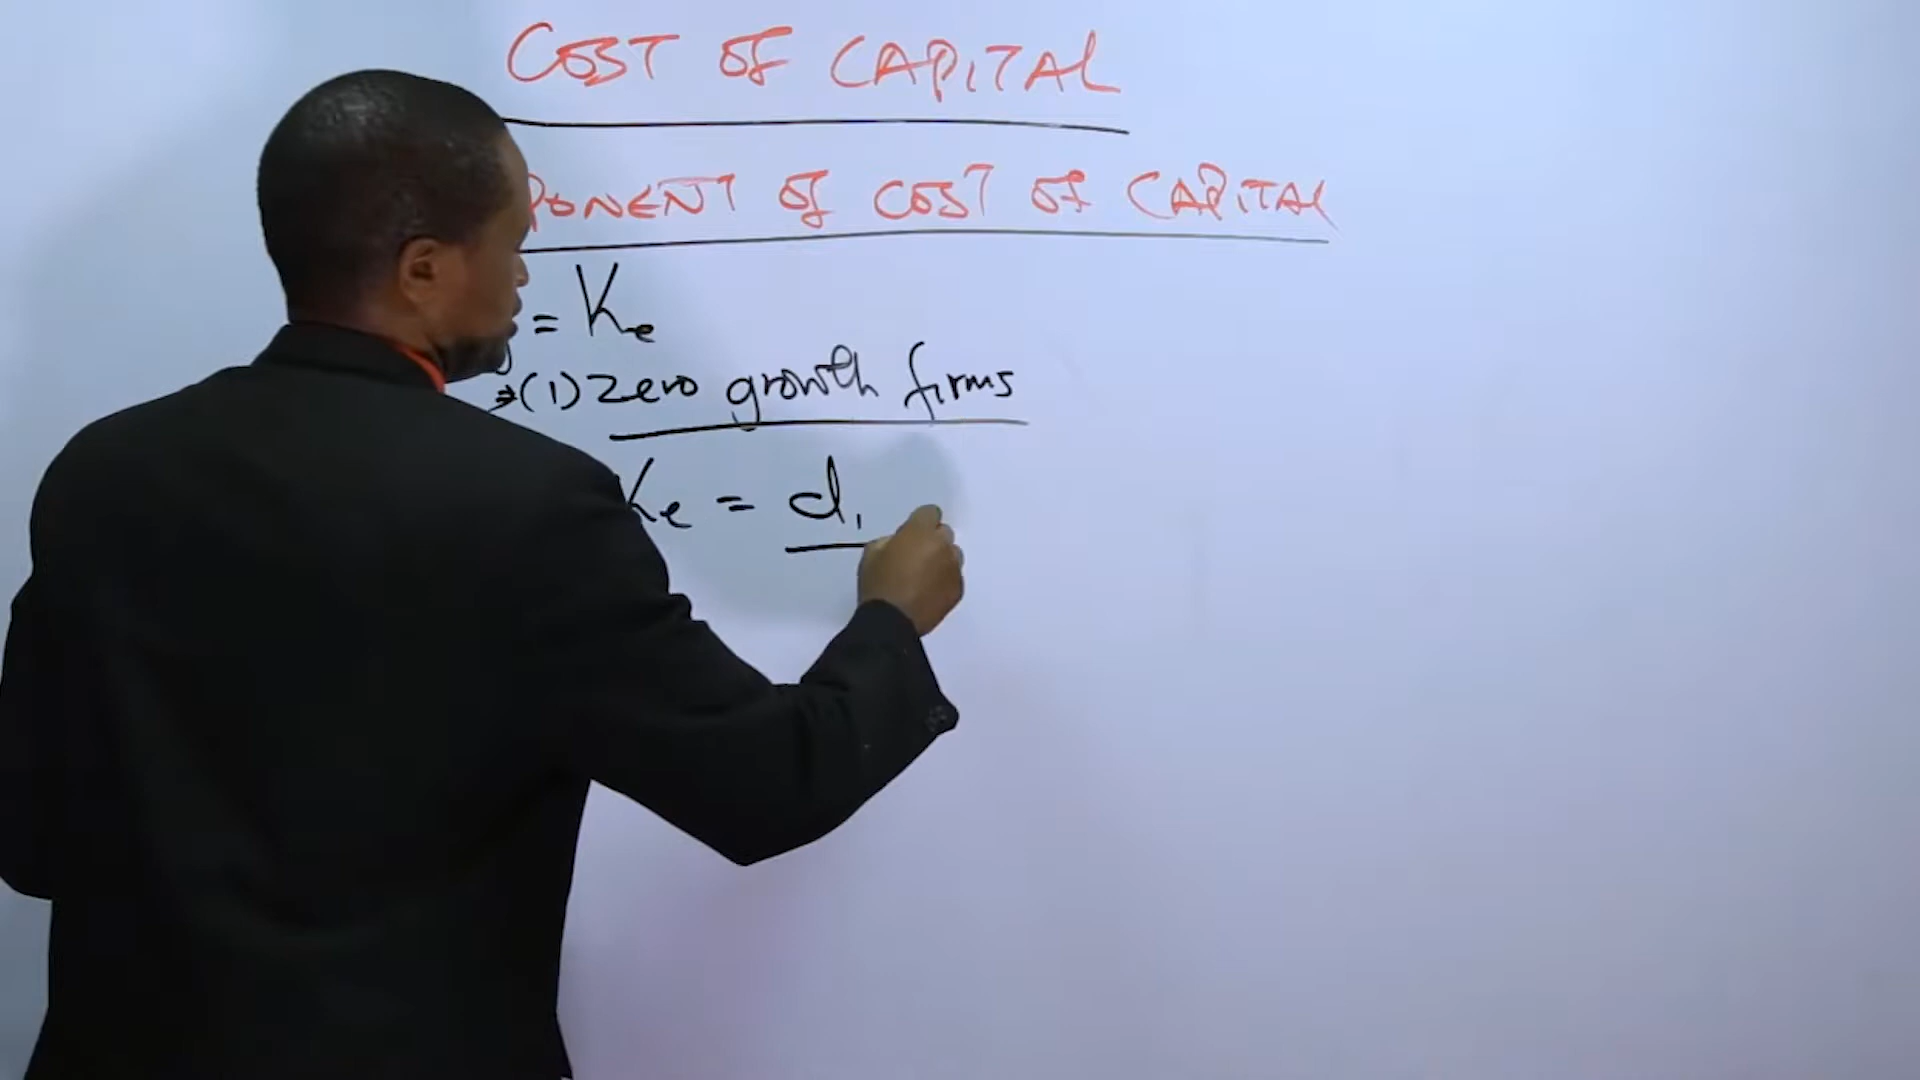 COST OF CAPITAL
PONENT OF COST OF CAPITAL
= Ke
→(1) Zero growth firms
Ke = d1